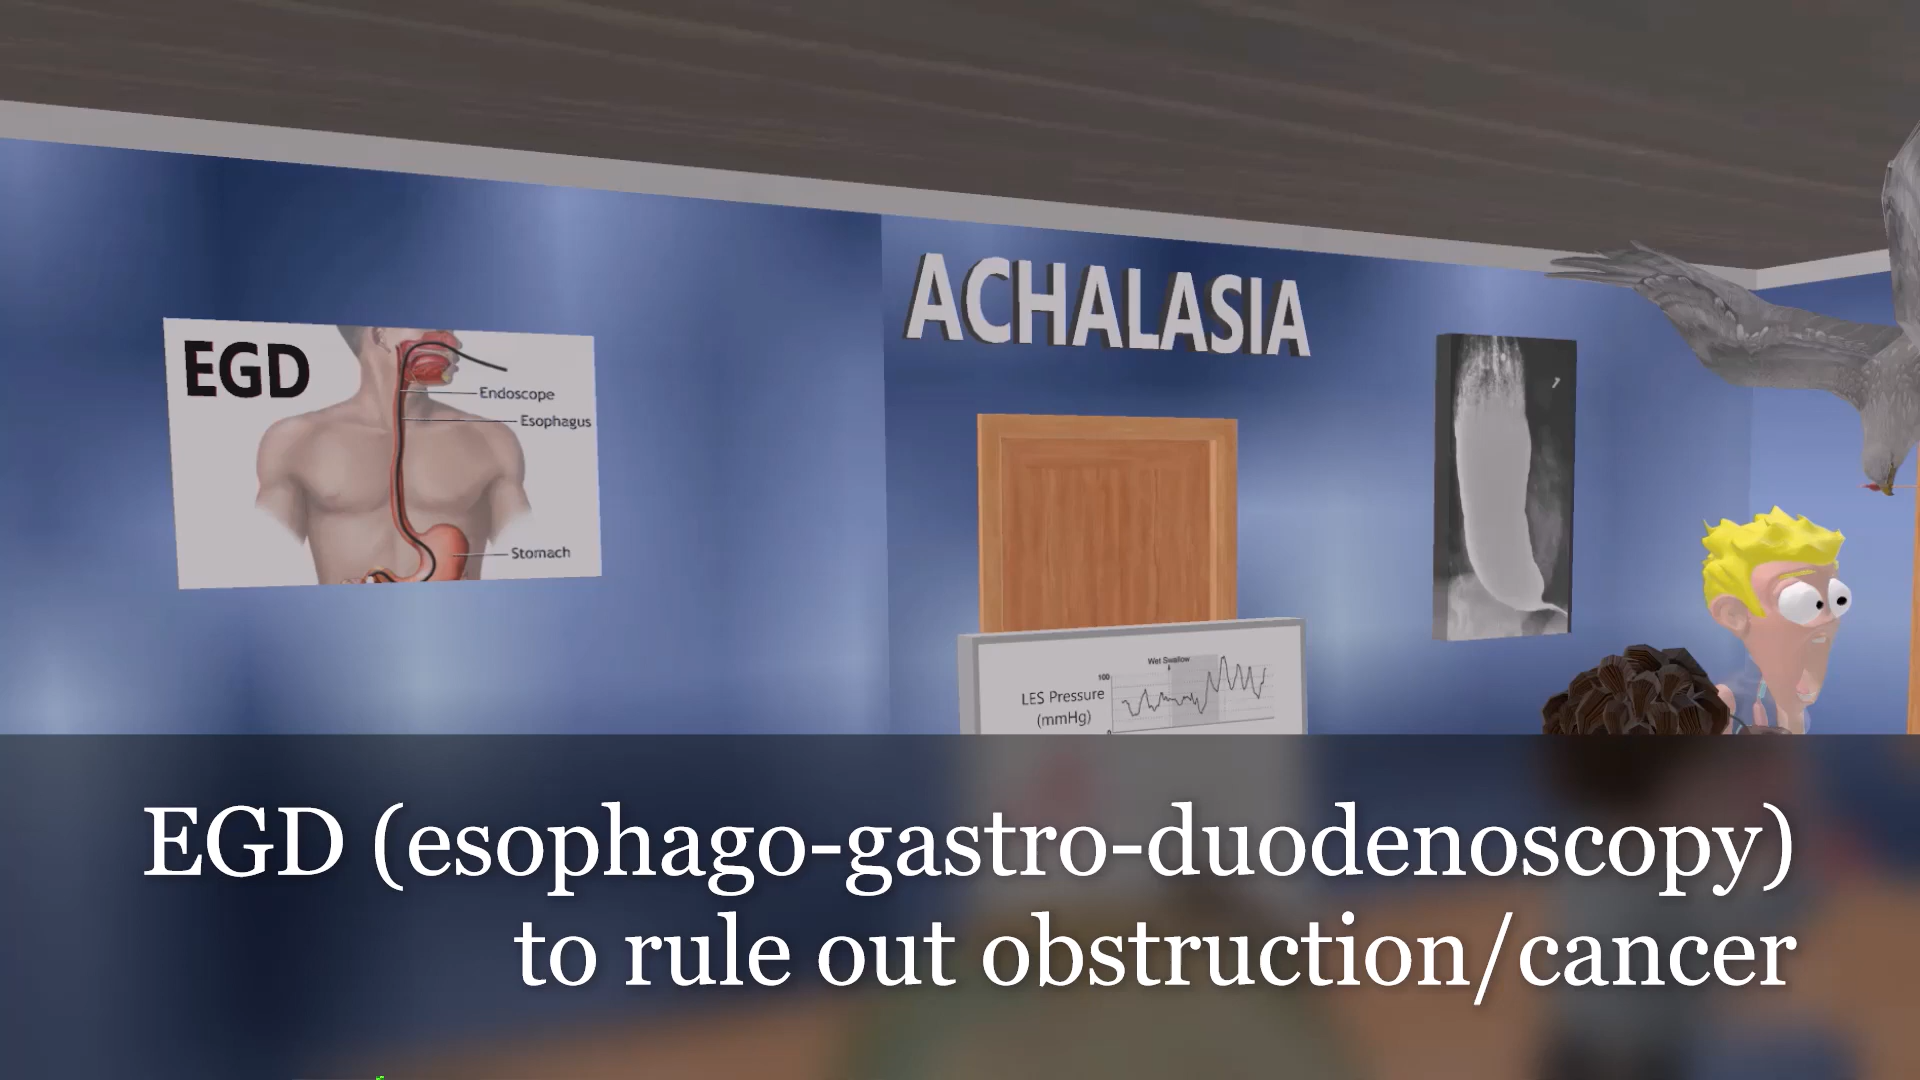 ACHALASIA
EGD
Endoscope
Esophagus
Stomach
Wet Swallow
100
LES Pressure
(mmHg)
0
EGD (esophago-gastro-duodenoscopy)
to rule out obstruction/cancer